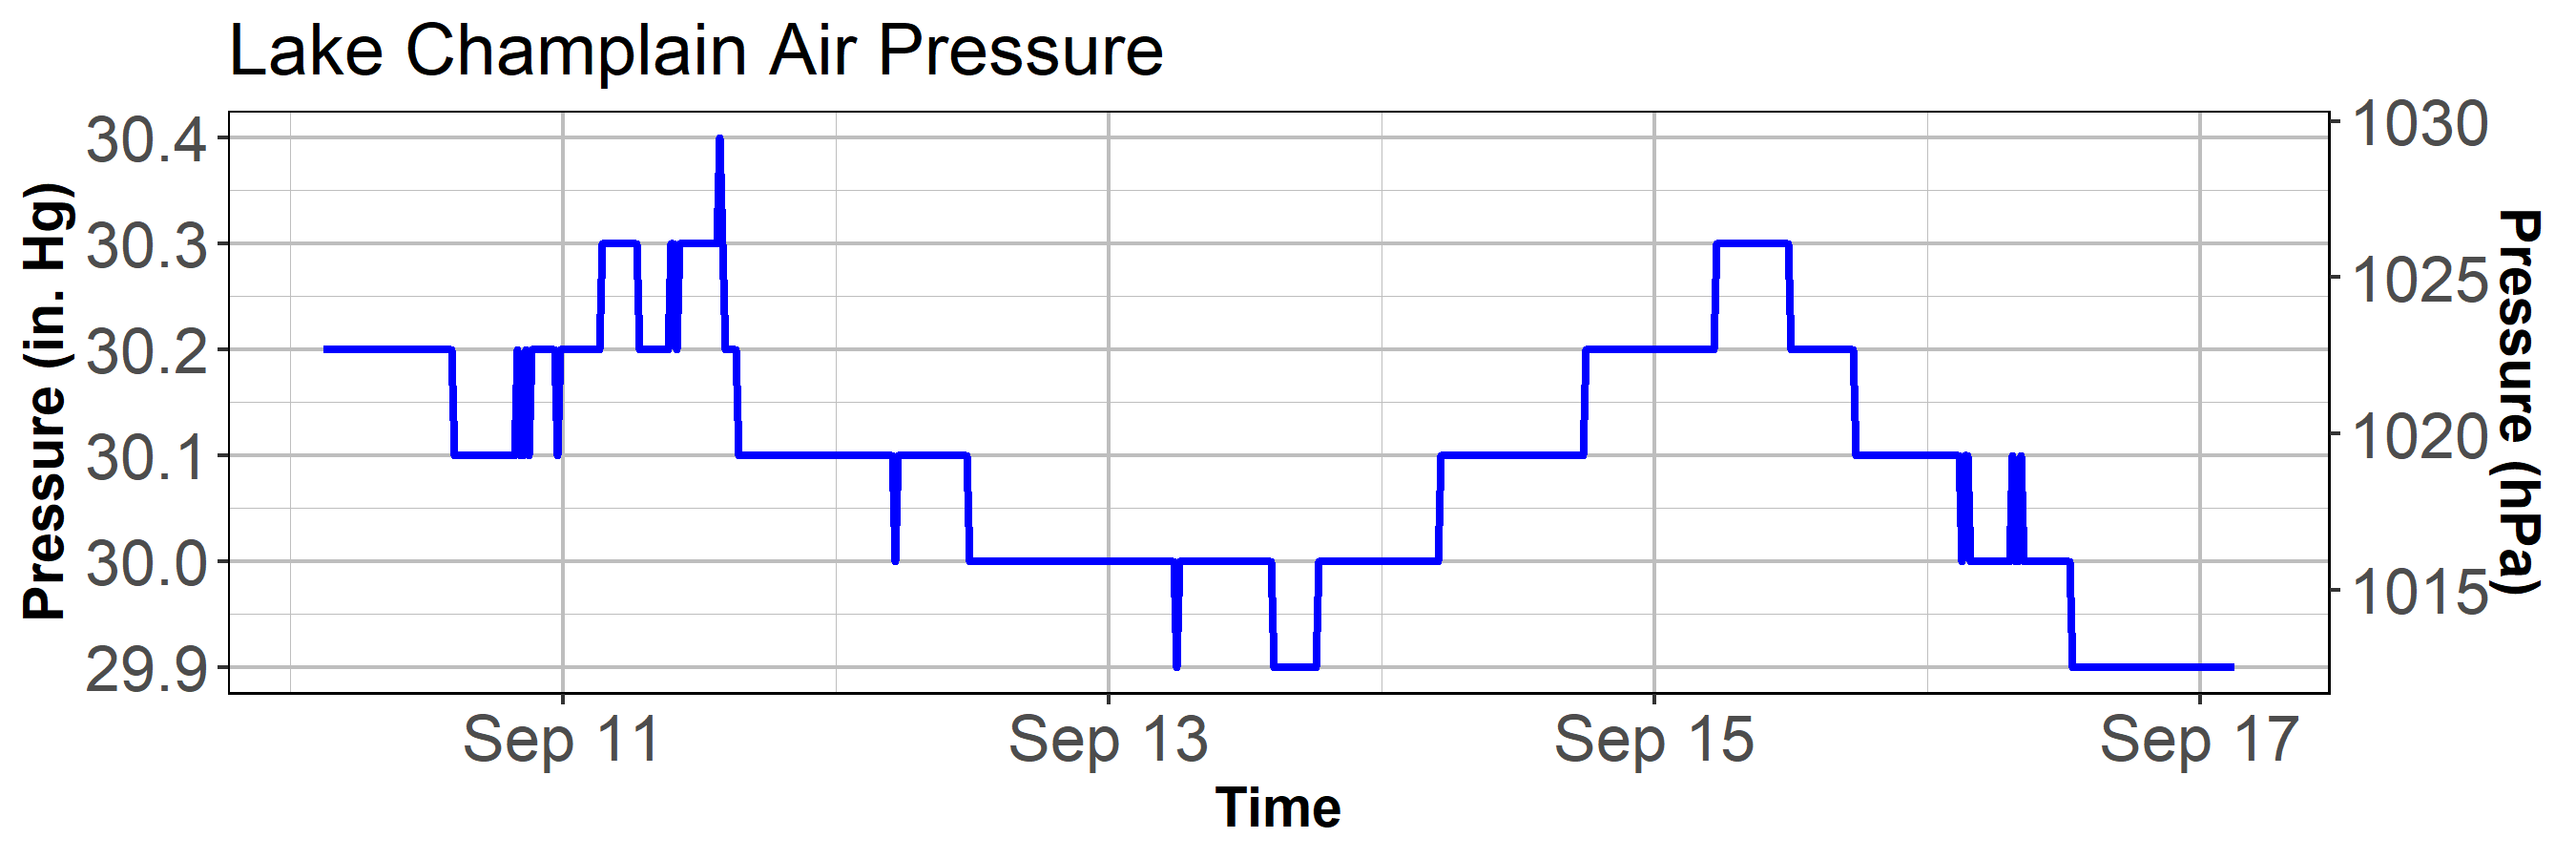 Lake Champlain Air Pressure
Pressure (in. Hg)
30.4
30.3
30.2
30.1
30.0
29.9
1030
1025
1020
1015
Pressure (hPa)
Sep 11 Sep 13 Sep 15 Sep 17
Time